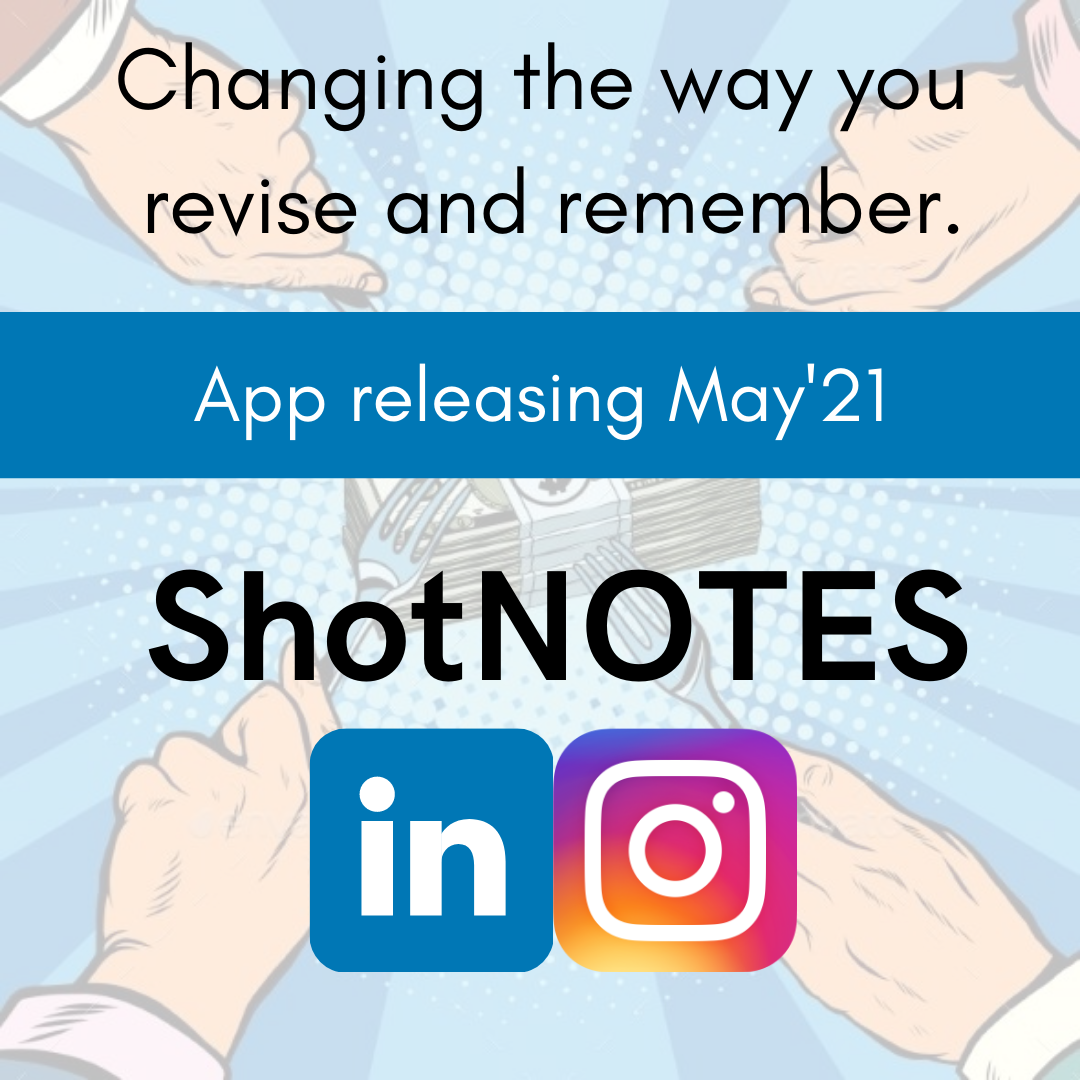 Changing the way you
revise and remember.
App releasing May'21
ShotNOTES
in